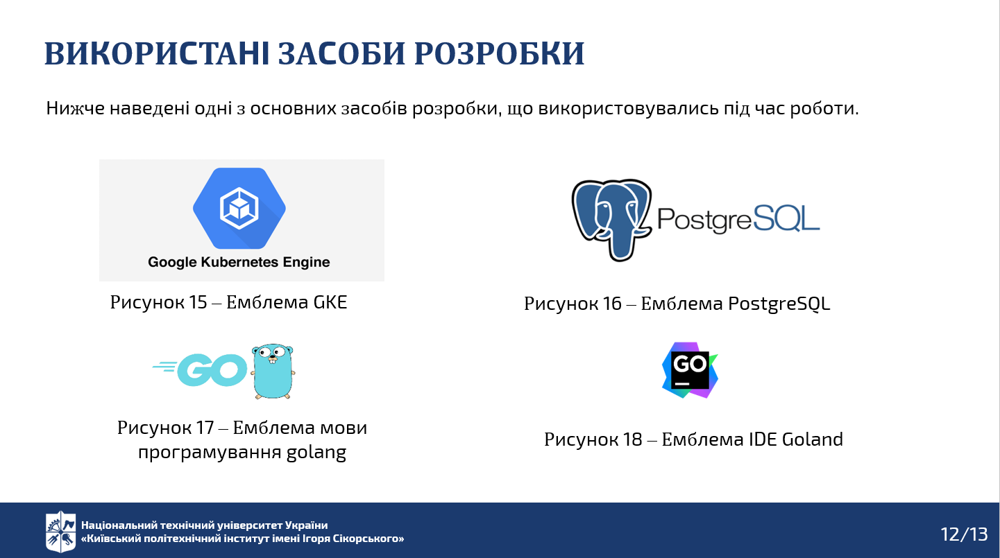 ВИКОРИСТАНІ ЗАСОБИ РОЗРОБКИ
Нижче наведені одні з основних засобів розробки, що використовувались під час роботи.
Google Kubernetes Engine
PostgreSQL
Рисунок 15 – Емблема GKE
Рисунок 16 – Емблема PostgreSQL
GO
GO
Рисунок 17 – Емблема мови
програмування golang
Рисунок 18 – Емблема IDE Goland
Національний технічний університет України
«Київський політехнічний інститут імені Ігоря Сікорського»
12/13